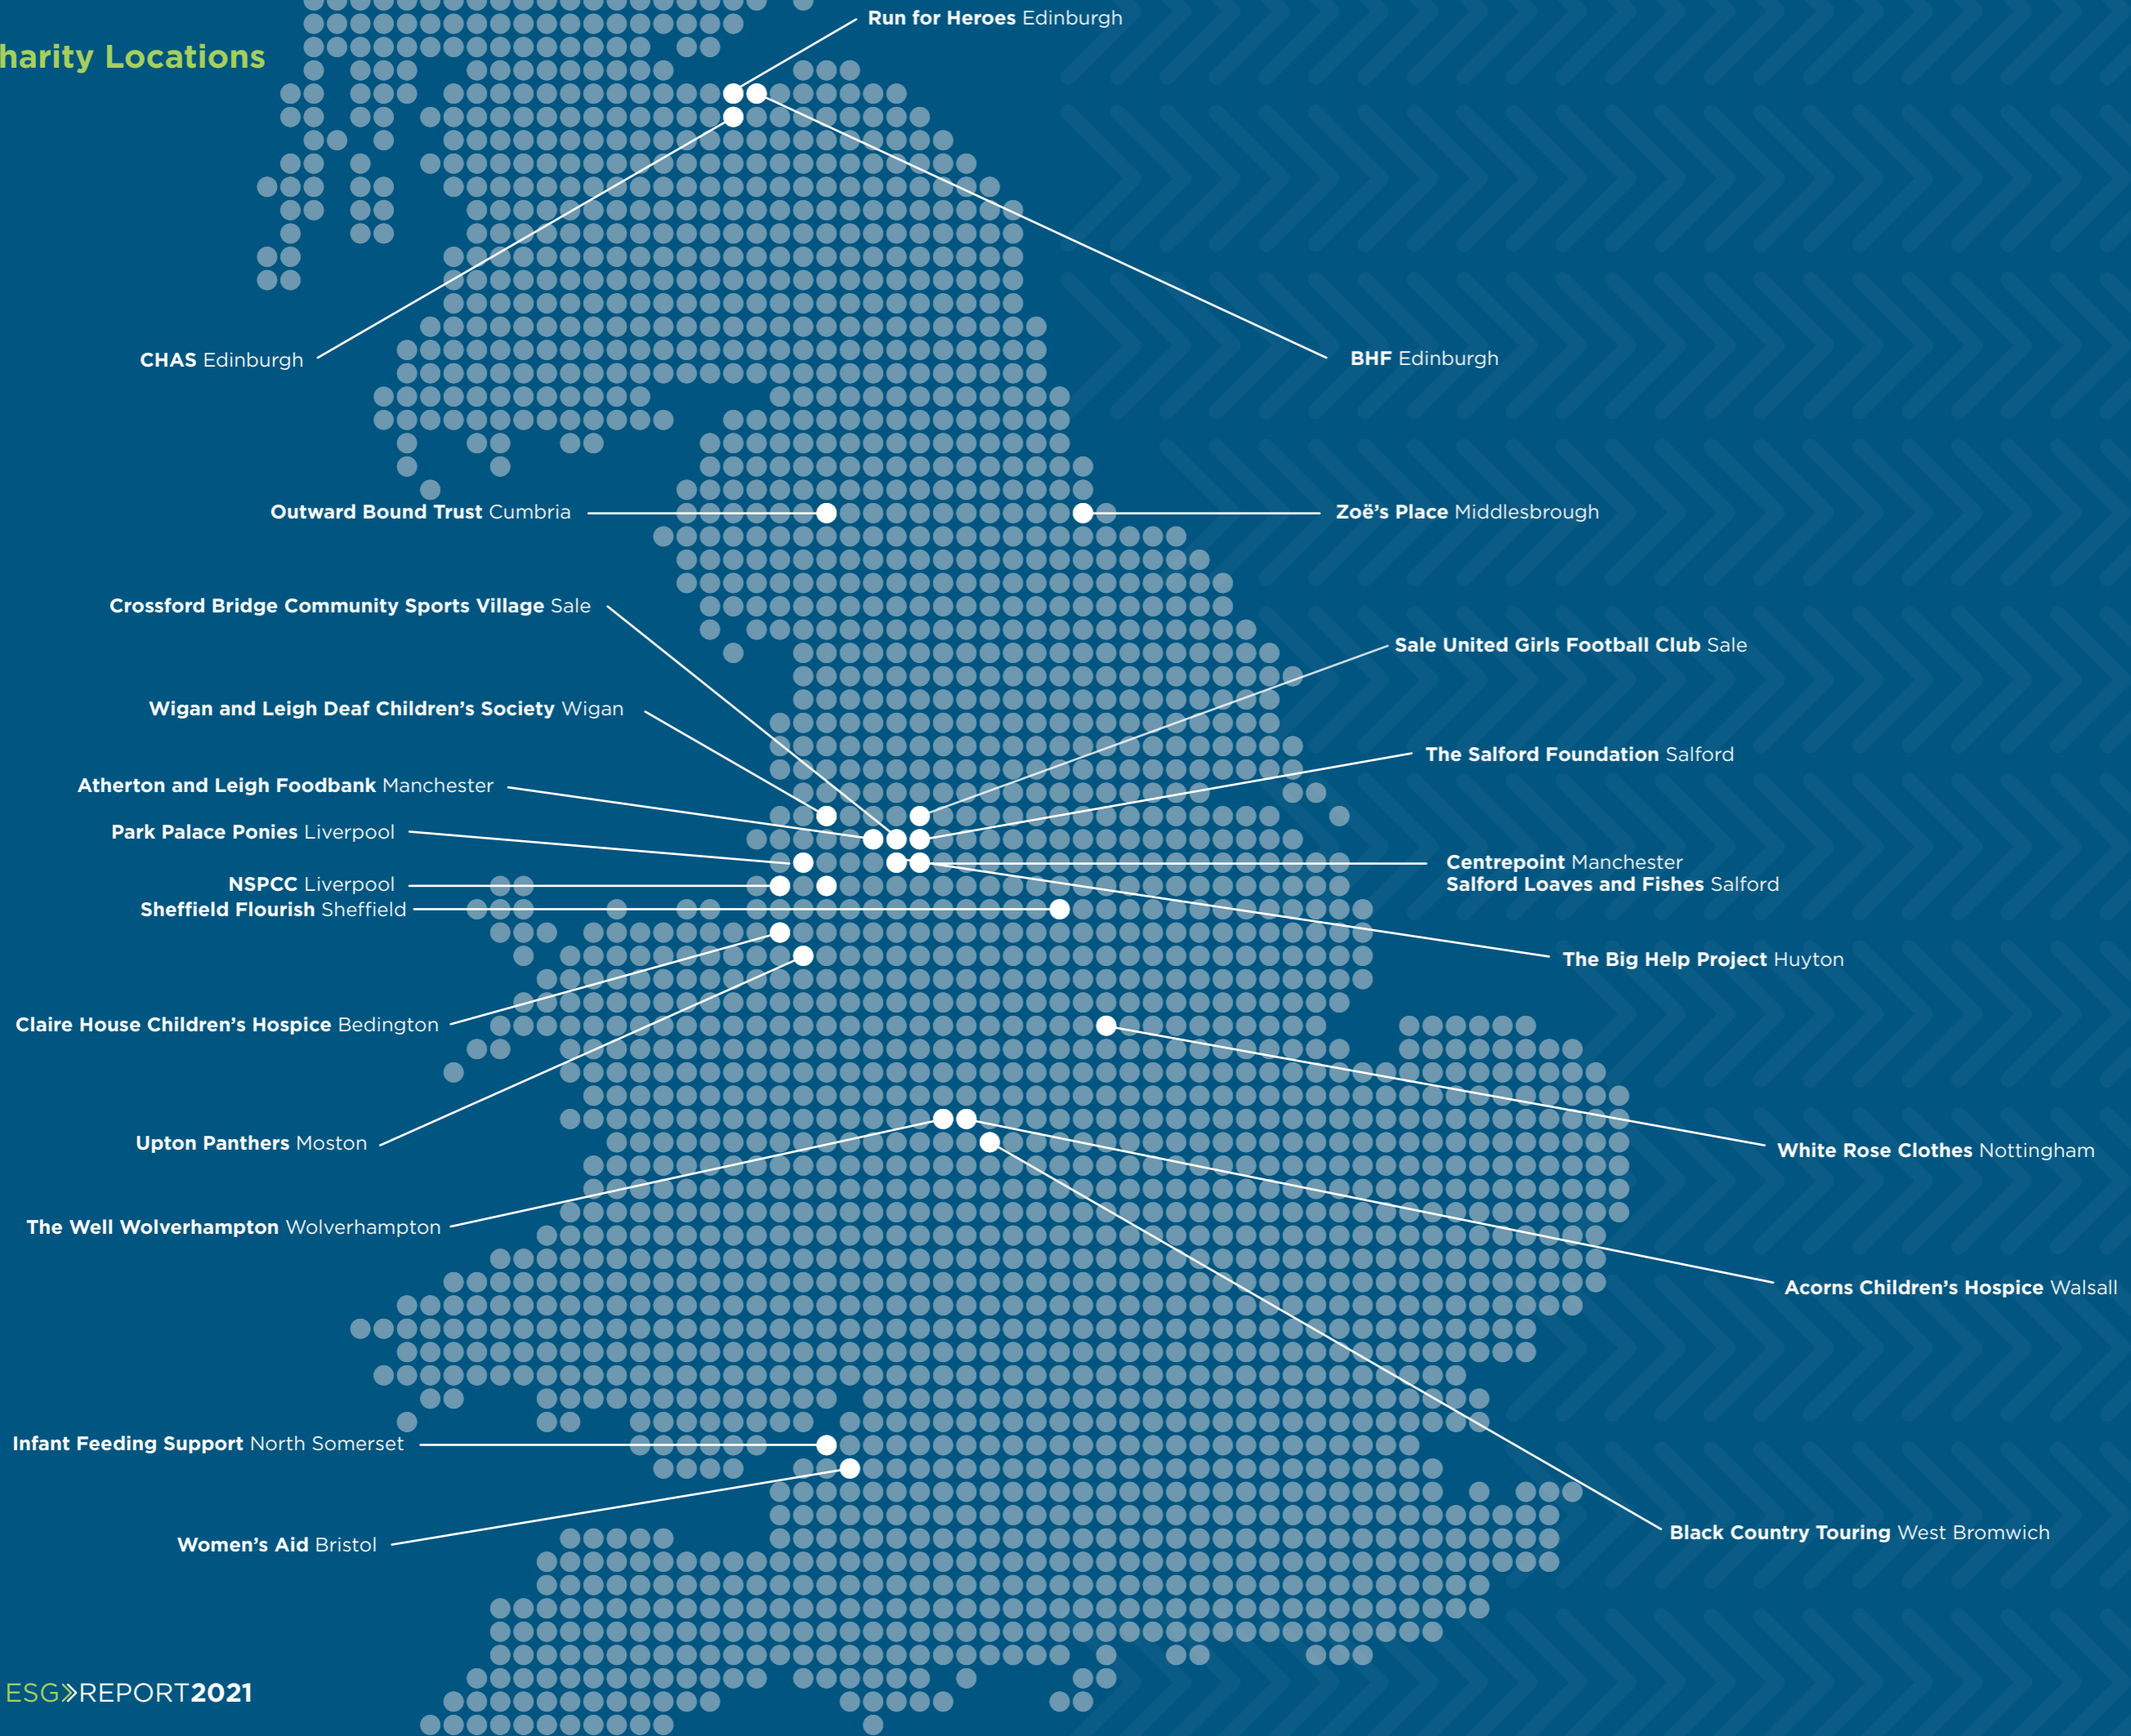 harity Locations
Run for Heroes Edinburgh
CHAS Edinburgh
BHF Edinburgh
Outward Bound Trust Cumbria
Zoë's Place Middlesbrough
Crossford Bridge Community Sports Village Sale
Sale United Girls Football Club Sale
Wigan and Leigh Deaf Children's Society Wigan
The Salford Foundation Salford
Atherton and Leigh Foodbank Manchester
Park Palace Ponies Liverpool
Centrepoint Manchester
Salford Loaves and Fishes Salford
NSPCC Liverpool
Sheffield Flourish Sheffield
The Big Help Project Huyton
Claire House Children's Hospice Bedington
Upton Panthers Moston
White Rose Clothes Nottingham
The Well Wolverhampton Wolverhampton
Acorns Children's Hospice Walsall
Infant Feeding Support North Somerset
Black Country Touring West Bromwich
Women's Aid Bristol
ESG»REPORT2021